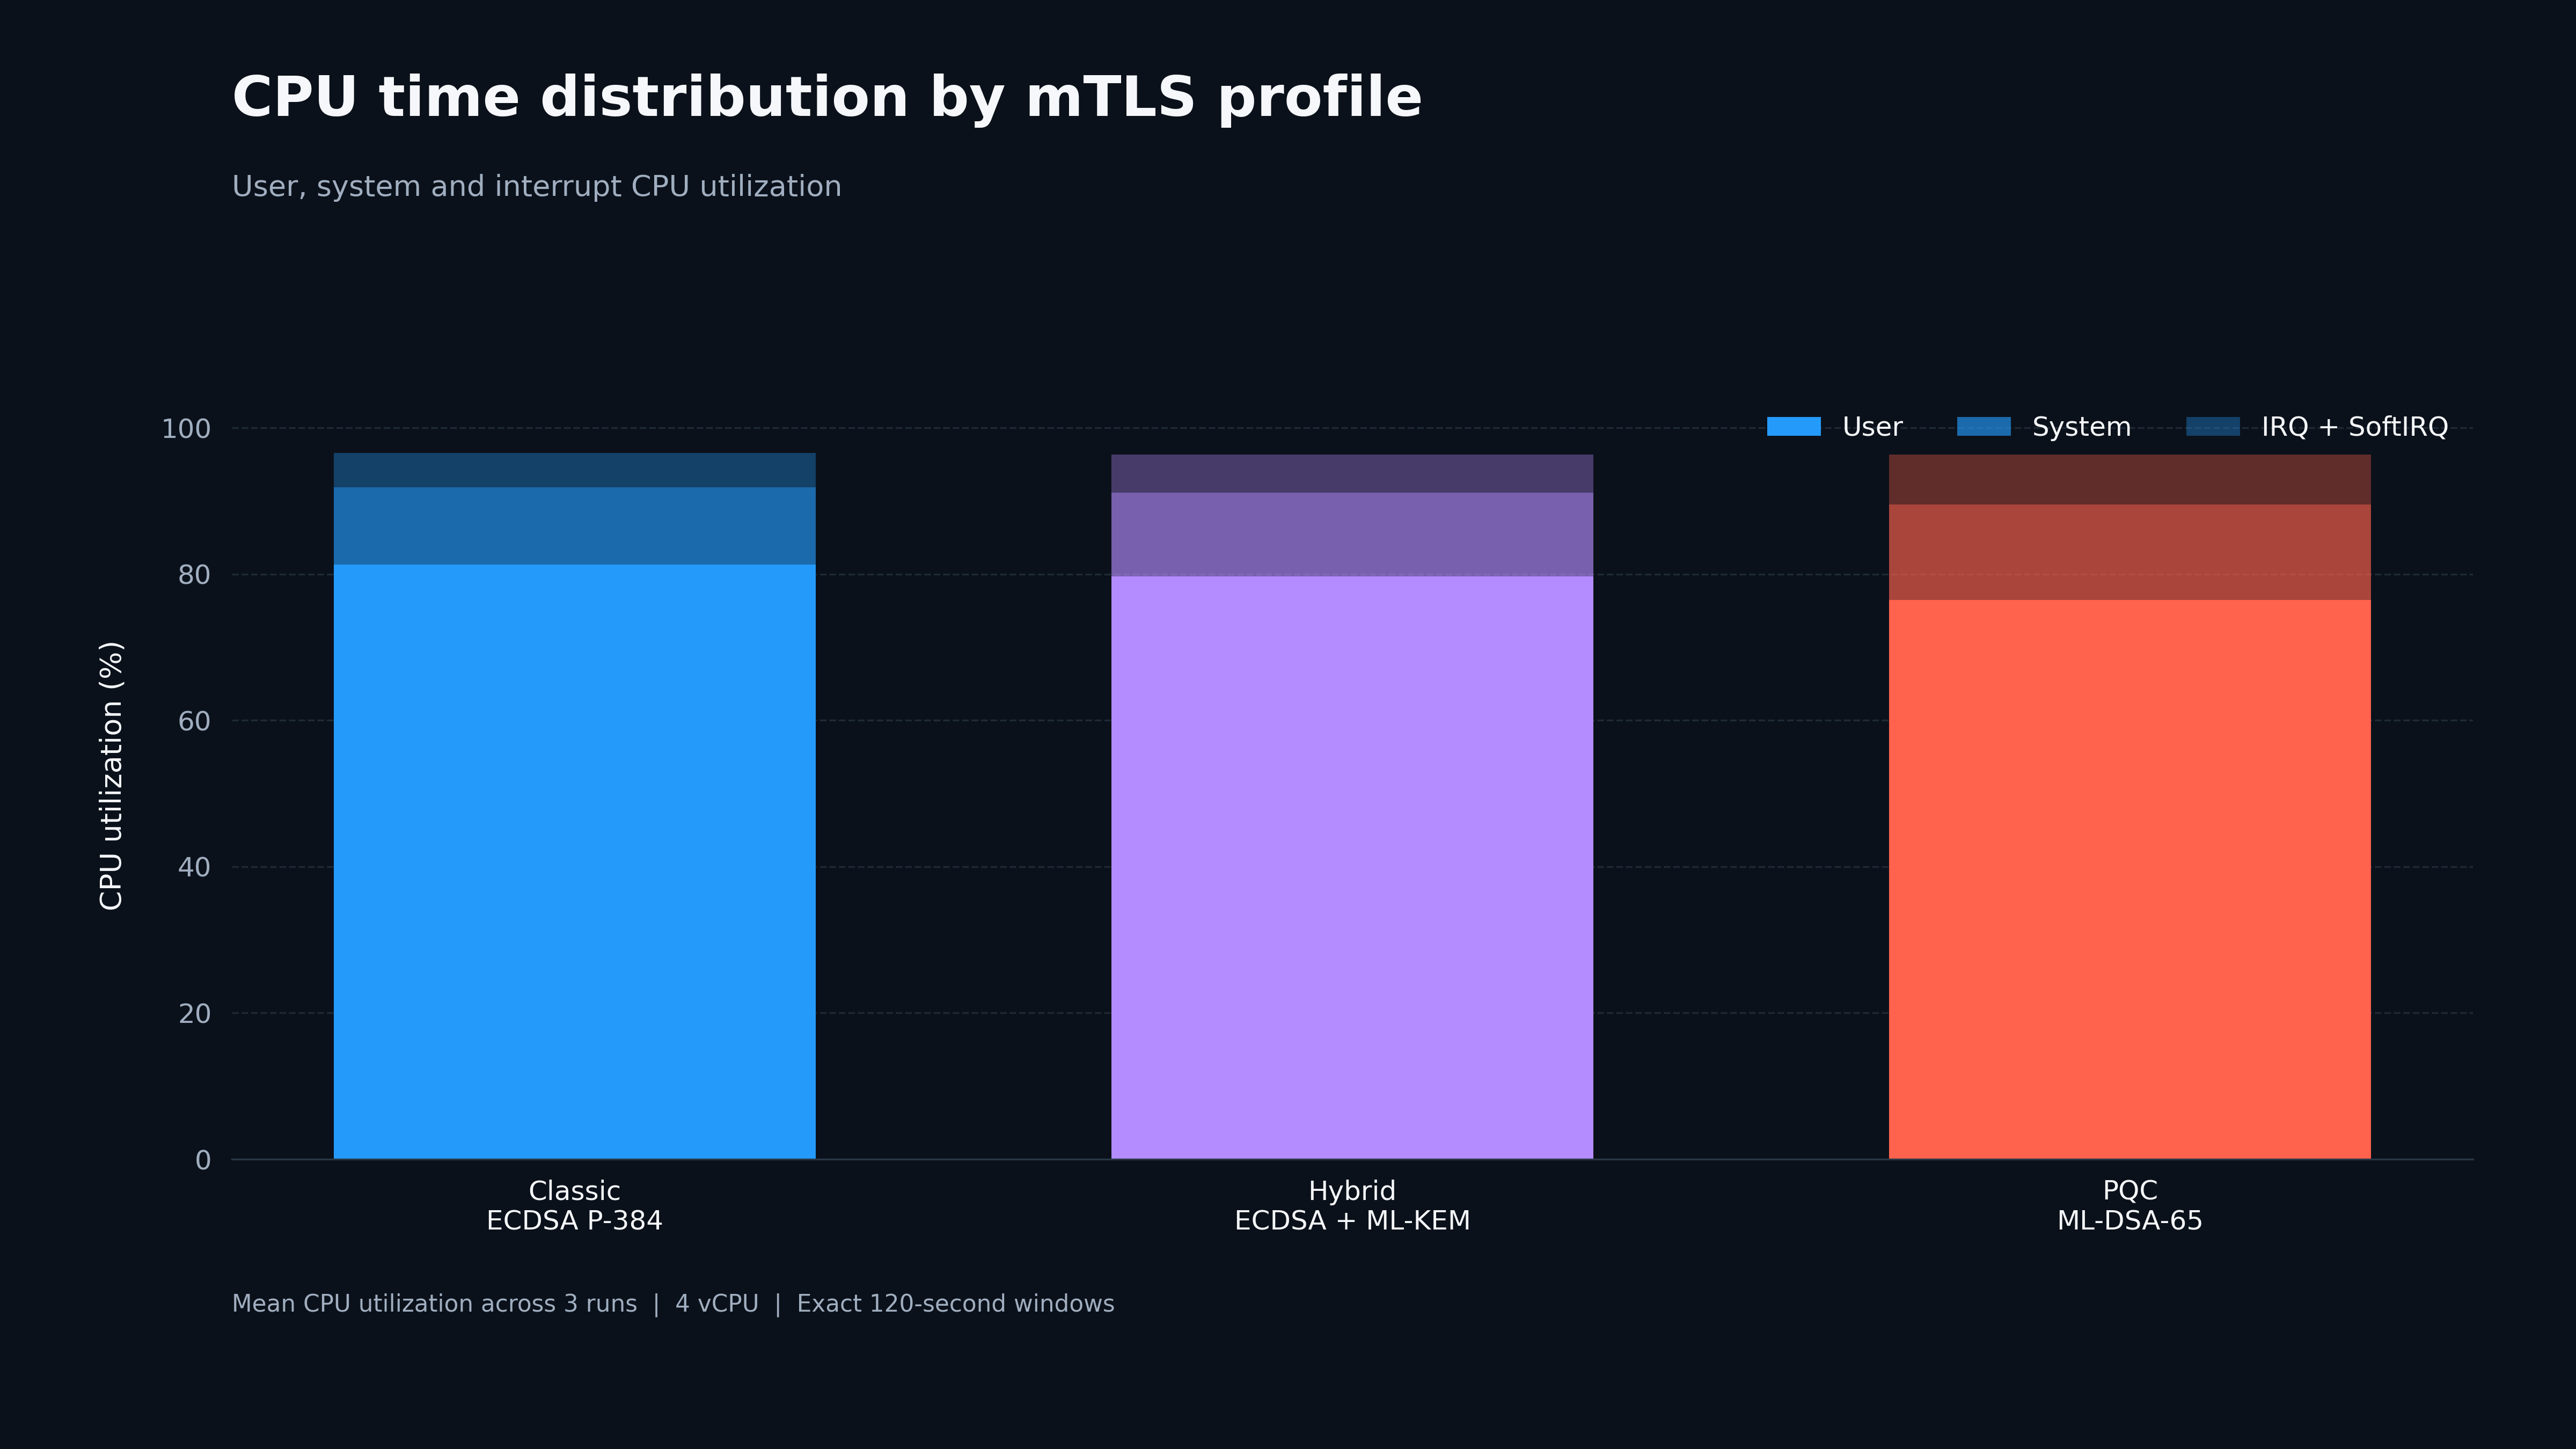 CPU time distribution by mTLS profile
User, system and interrupt CPU utilization
User
System
IRQ + SoftIRQ
CPU utilization (%)
100
80
60
40
20
0
Classic
ECDSA P-384
Hybrid
ECDSA + ML-KEM
PQC
ML-DSA-65
Mean CPU utilization across 3 runs | 4 vCPU | Exact 120-second windows